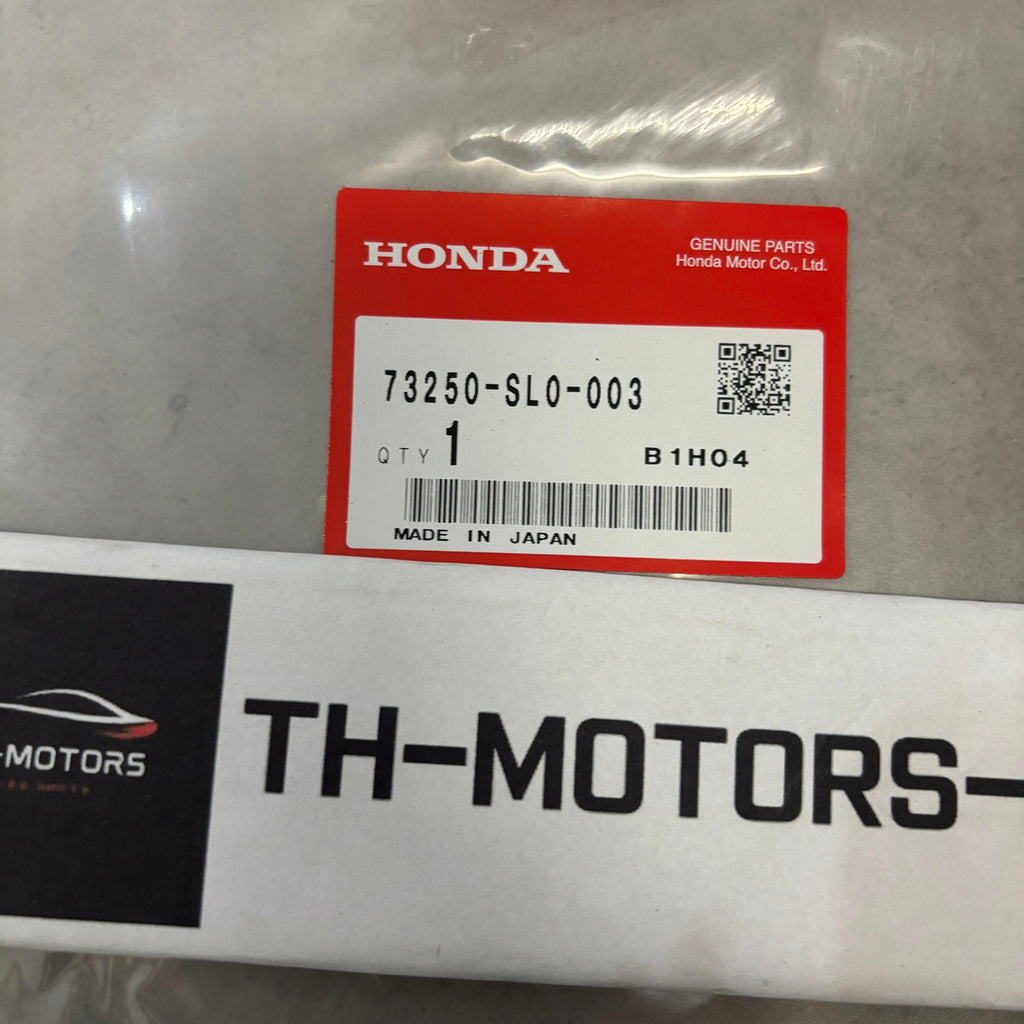 HONDA
GENUINE PARTS
Honda Motor Co., Ltd.
73250-SL0-003
QTY 1
B1H04
MADE IN JAPAN
-MOTORS
TH-MOTORS-